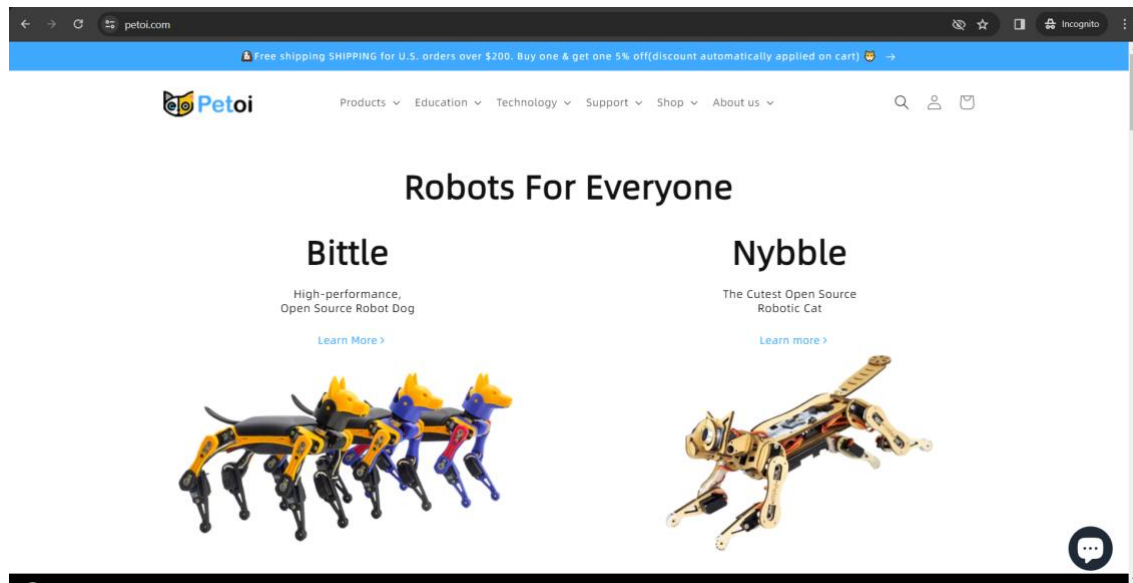 petoi.com
Incognito
Free shipping SHIPPING for U.S. orders over $200. Buy one & get one 5% off(discount automatically applied on cart)
Petoi
Products
Education
Technology
Support
Shop
About us
Robots For Everyone
Bittle
High-performance,
Open Source Robot Dog
Learn More
Nybble
The Cutest Open Source
Robotic Cat
Learn more